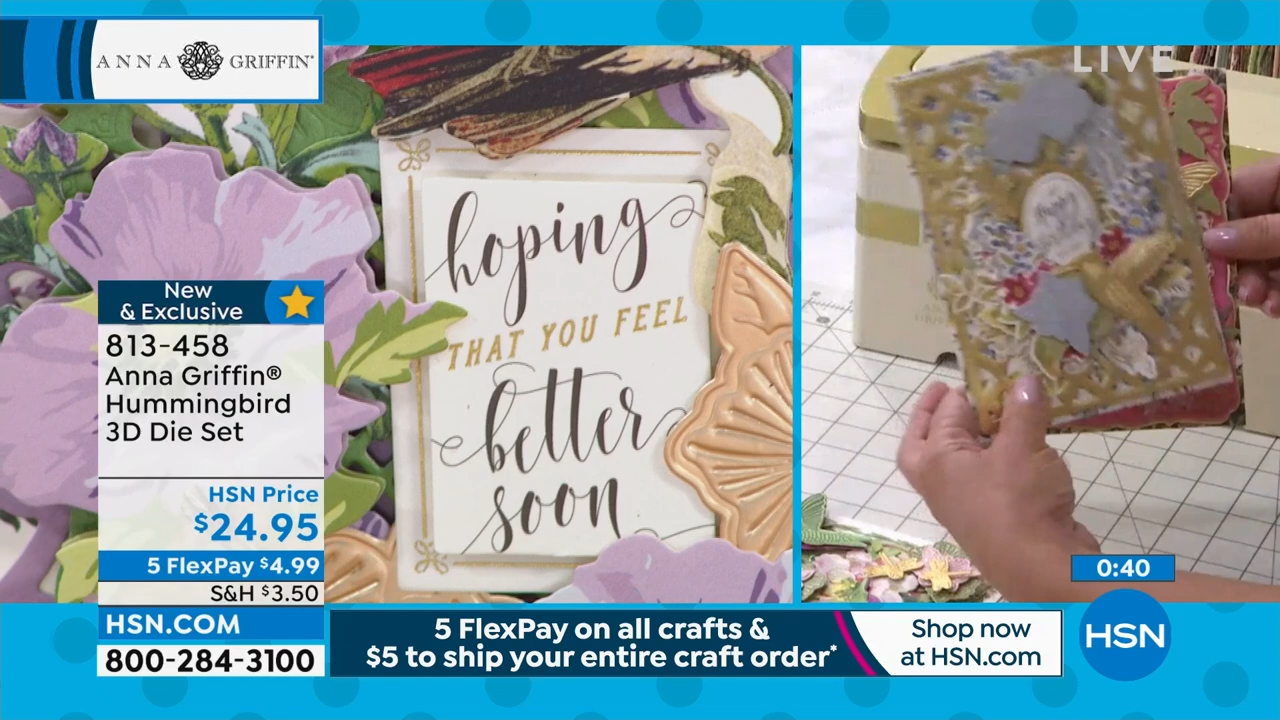 ANNA GRIFFIN®
LIVE
hoping
THAT YOU FEEL
better
soon
New
& Exclusive
813-458
Anna Griffin®
Hummingbird
3D Die Set
HSN Price
$24.95
5 FlexPay $4.99
S&H $3.50
HSN.COM
800-284-3100
0:40
5 FlexPay on all crafts &
$5 to ship your entire craft order*
Shop now
at HSN.com
HSN